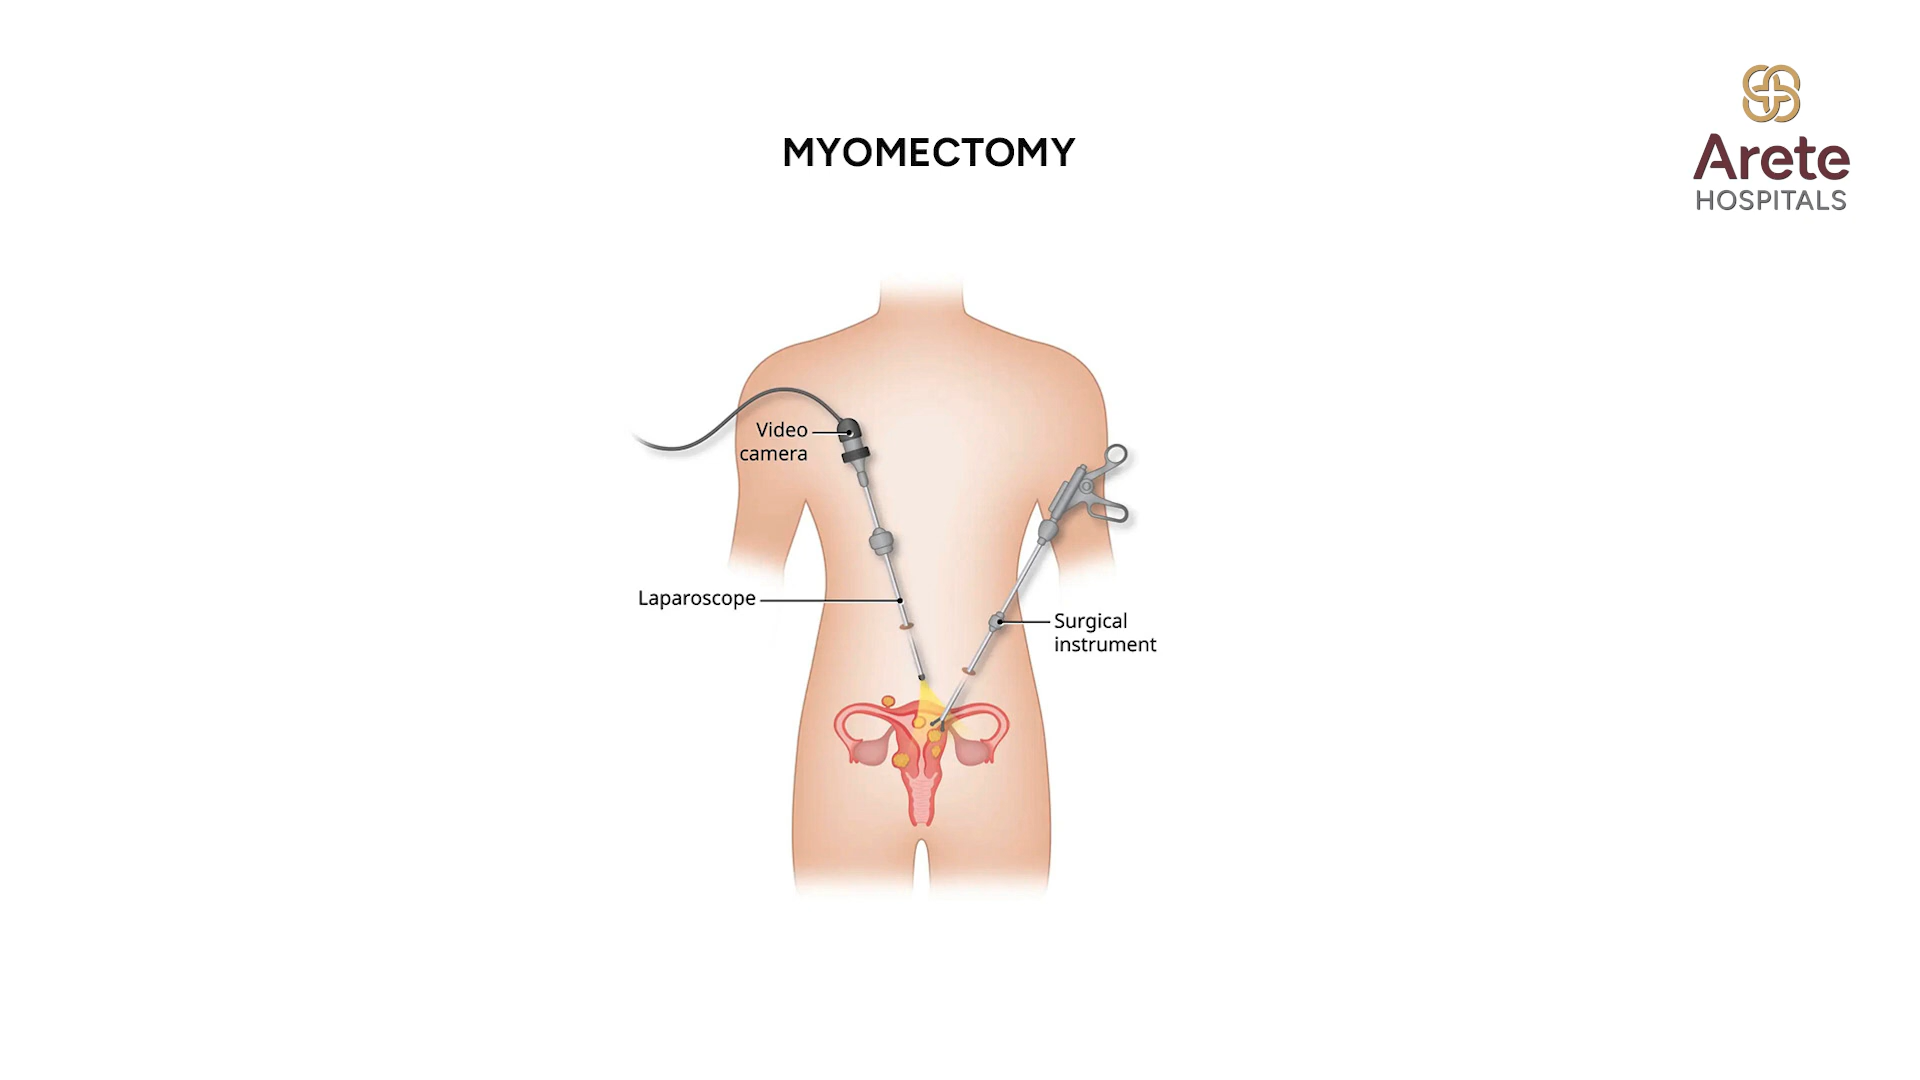 MYOMECTOMY
Arete
HOSPITALS
Video
camera
Laparoscope
Surgical
instrument